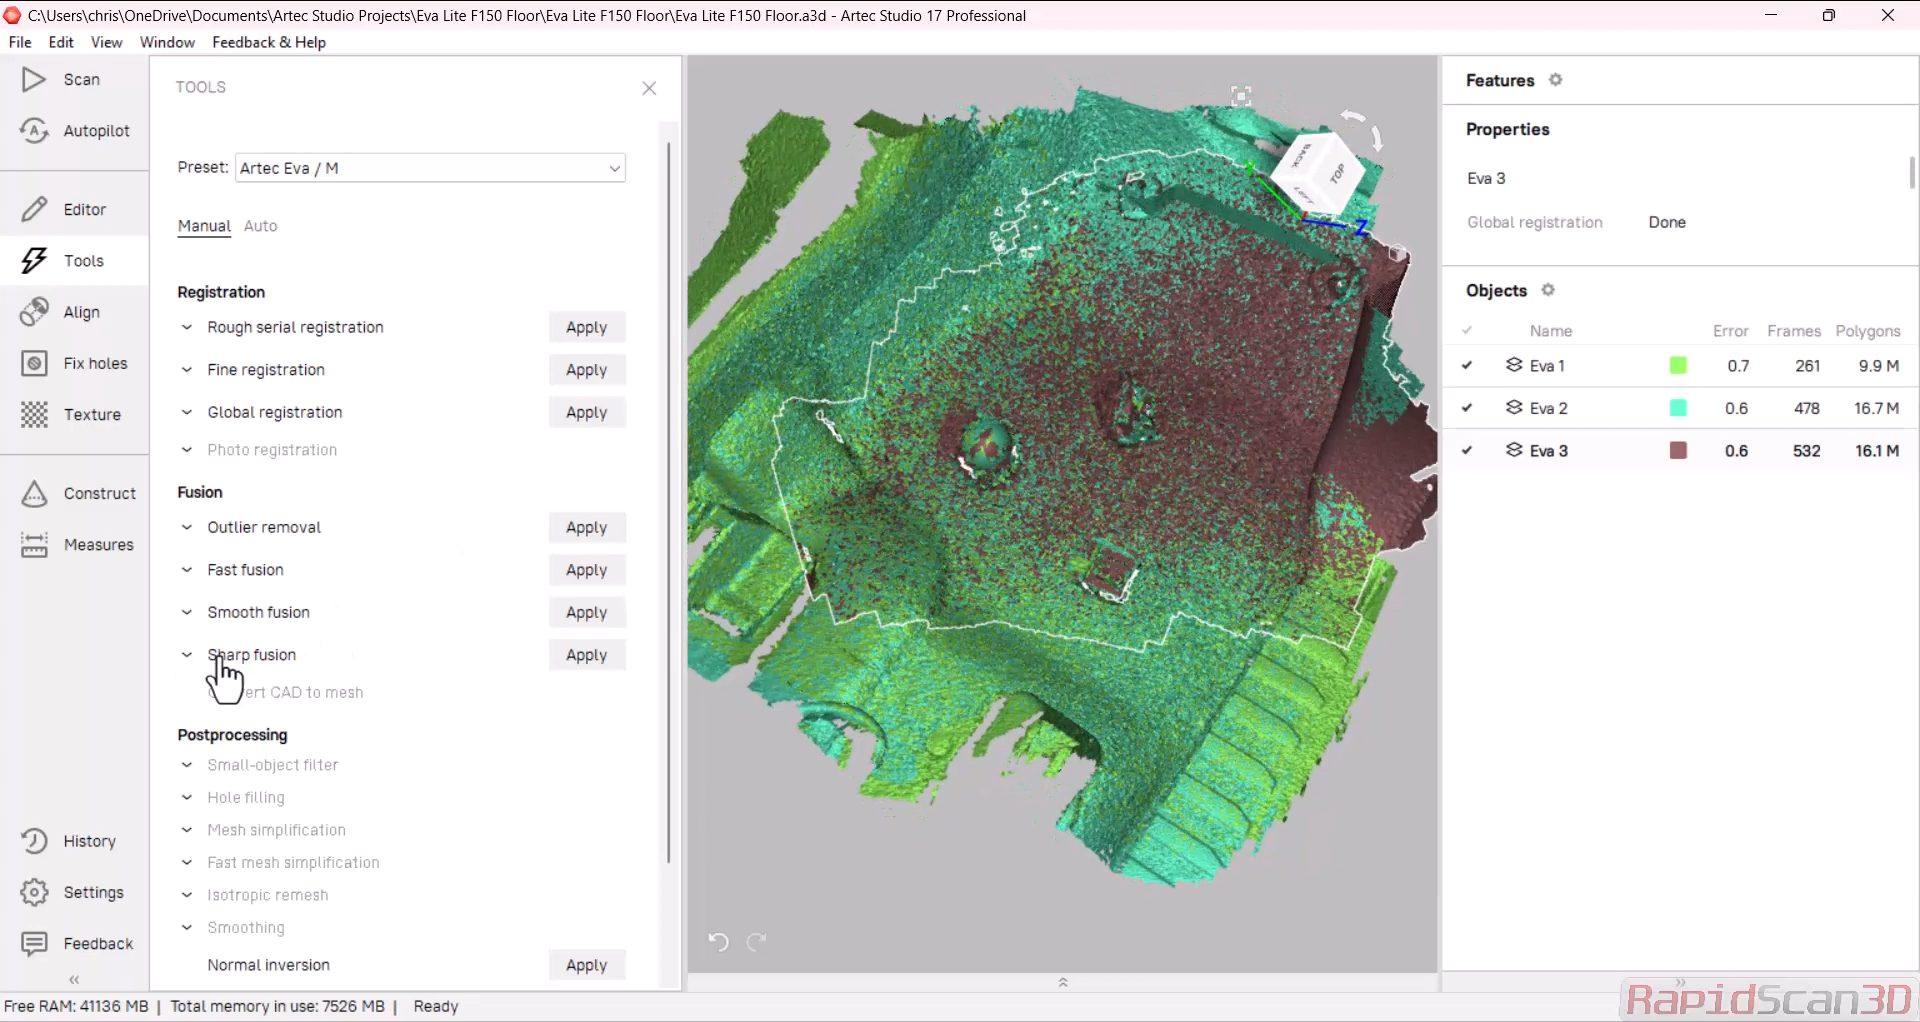 C:\Users\chris\OneDrive\Documents\Artec Studio Projects\Eva Lite F150 Floor\Eva Lite F150 Floor\Eva Lite F150 Floor.a3d - Artec Studio 17 Professional
File Edit View Window Feedback & Help
Scan
Autopilot
Editor
Tools
Align
Fix holes
Texture
Construct
Measures
History
Settings
Feedback
TOOLS
Preset: Artec Eva / M
Manual Auto
Registration
Rough serial registration Apply
Fine registration Apply
Global registration Apply
Photo registration
Fusion
Outlier removal Apply
Fast fusion Apply
Smooth fusion Apply
Sharp fusion Apply
ert CAD to mesh
Postprocessing
Small-object filter
Hole filling
Mesh simplification
Fast mesh simplification
Isotropic remesh
Smoothing
Normal inversion Apply
BACK
TOP
LEFT
Y
Z
Features
Properties
Eva 3
Global registration Done
Objects
Name Error Frames Polygons
Eva 1 0.7 261 9.9 M
Eva 2 0.6 478 16.7 M
Eva 3 0.6 532 16.1 M
Free RAM: 41136 MB | Total memory in use: 7526 MB | Ready
RapidScan3D